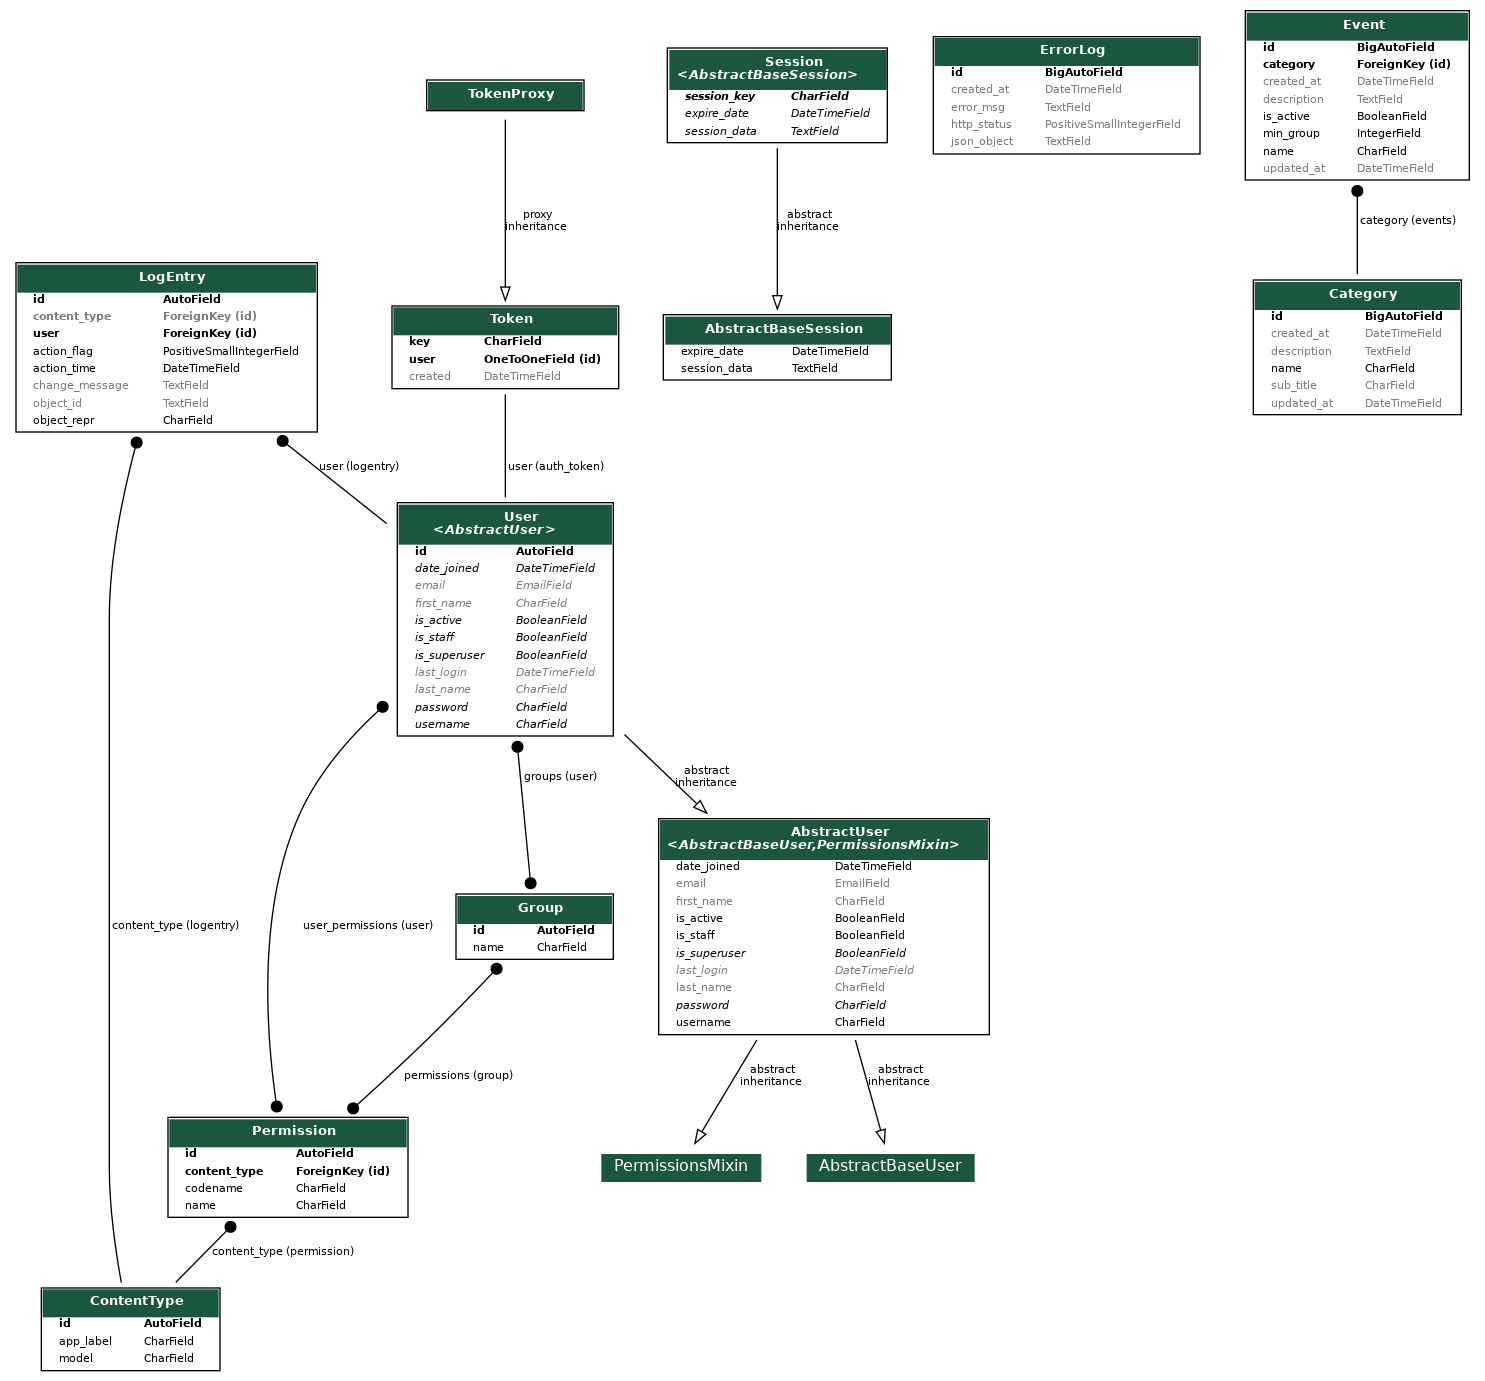 TokenProxy
proxy
inheritance
Session
<AbstractBaseSession>
session_key CharField
expire_date DateTimeField
session_data TextField
abstract
inheritance
ErrorLog
id BigAutoField
created_at DateTimeField
error_msg TextField
http_status PositiveSmallIntegerField
json_object TextField
Event
id BigAutoField
category ForeignKey (id)
created_at DateTimeField
description TextField
is_active BooleanField
min_group IntegerField
name CharField
updated_at DateTimeField
category (events)
LogEntry
id AutoField
content_type ForeignKey (id)
user ForeignKey (id)
action_flag PositiveSmallIntegerField
action_time DateTimeField
change_message TextField
object_id TextField
object_repr CharField
Token
key CharField
user OneToOneField (id)
created DateTimeField
AbstractBaseSession
expire_date DateTimeField
session_data TextField
Category
id BigAutoField
created_at DateTimeField
description TextField
name CharField
sub_title CharField
updated_at DateTimeField
user (logentry)
user (auth_token)
User
<AbstractUser>
id AutoField
date_joined DateTimeField
email EmailField
first_name CharField
is_active BooleanField
is_staff BooleanField
is_superuser BooleanField
last_login DateTimeField
last_name CharField
password CharField
username CharField
groups (user)
abstract
inheritance
AbstractUser
<AbstractBaseUser,PermissionsMixin>
date_joined DateTimeField
email EmailField
first_name CharField
is_active BooleanField
is_staff BooleanField
is_superuser BooleanField
last_login DateTimeField
last_name CharField
password CharField
username CharField
content_type (logentry)
user_permissions (user)
Group
id AutoField
name CharField
permissions (group)
abstract
inheritance
abstract
inheritance
Permission
id AutoField
content_type ForeignKey (id)
codename CharField
name CharField
PermissionsMixin
AbstractBaseUser
content_type (permission)
ContentType
id AutoField
app_label CharField
model CharField